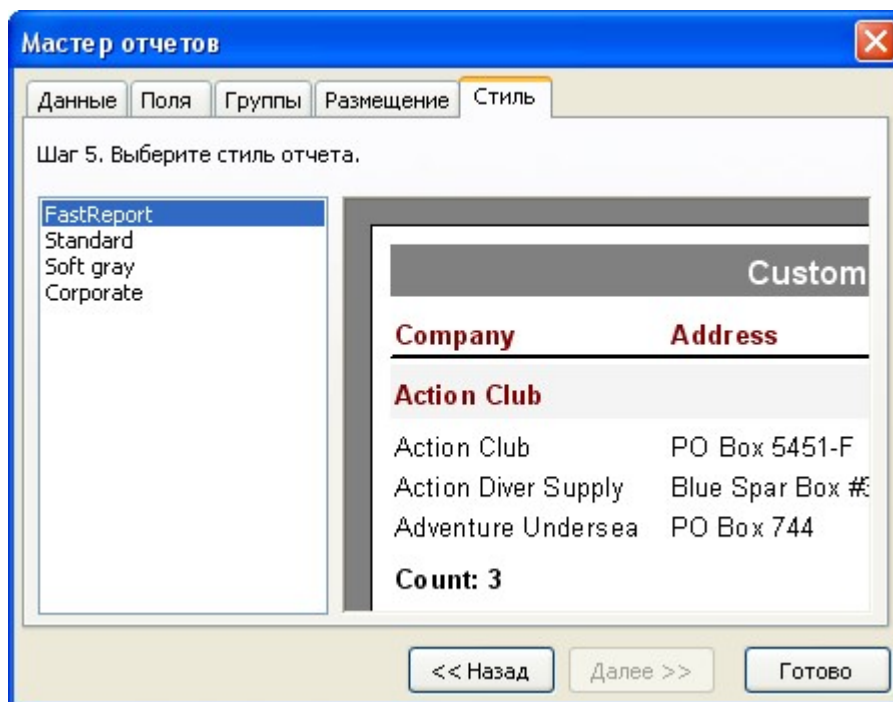 Мастер отчетов
Данные Поля Группы Размещение Стиль
Шаг 5. Выберите стиль отчета.
FastReport
Standard
Soft gray
Corporate
Custom
Company Address
Action Club
Action Club PO Box 5451-F
Action Diver Supply Blue Spar Box
Adventure Undersea PO Box 744
Count: 3
<< Назад Далее >> Готово